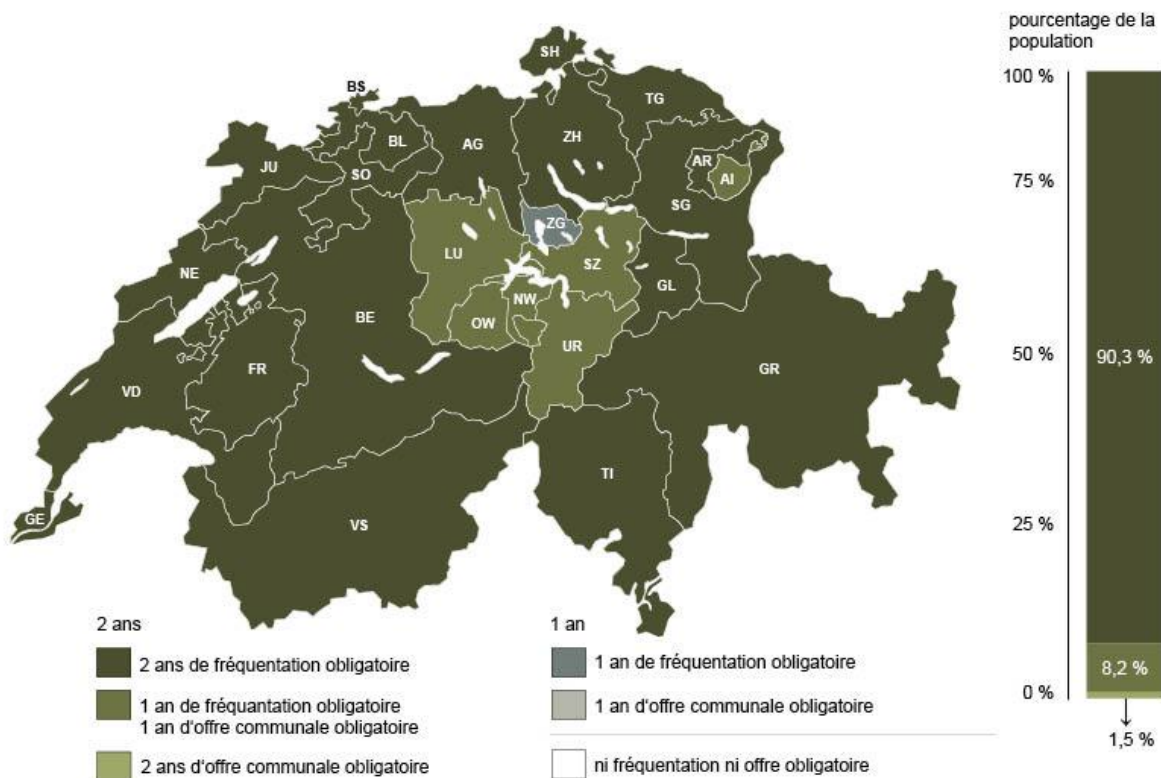 pourcentage de la
population
100 %
75 %
50 %
25 %
0 %
90,3 %
8,2 %
1,5 %
SH
BS
TG
BL
AG
ZH
JU
SO
AR
AI
SG
ZG
LU
SZ
NE
GL
NW
OW
BE
UR
FR
GR
VD
TI
GE
VS
2 ans
2 ans de fréquentation obligatoire
1 an de fréquantation obligatoire
1 an d'offre communale obligatoire
2 ans d'offre communale obligatoire
1 an
1 an de fréquentation obligatoire
1 an d'offre communale obligatoire
ni fréquentation ni offre obligatoire